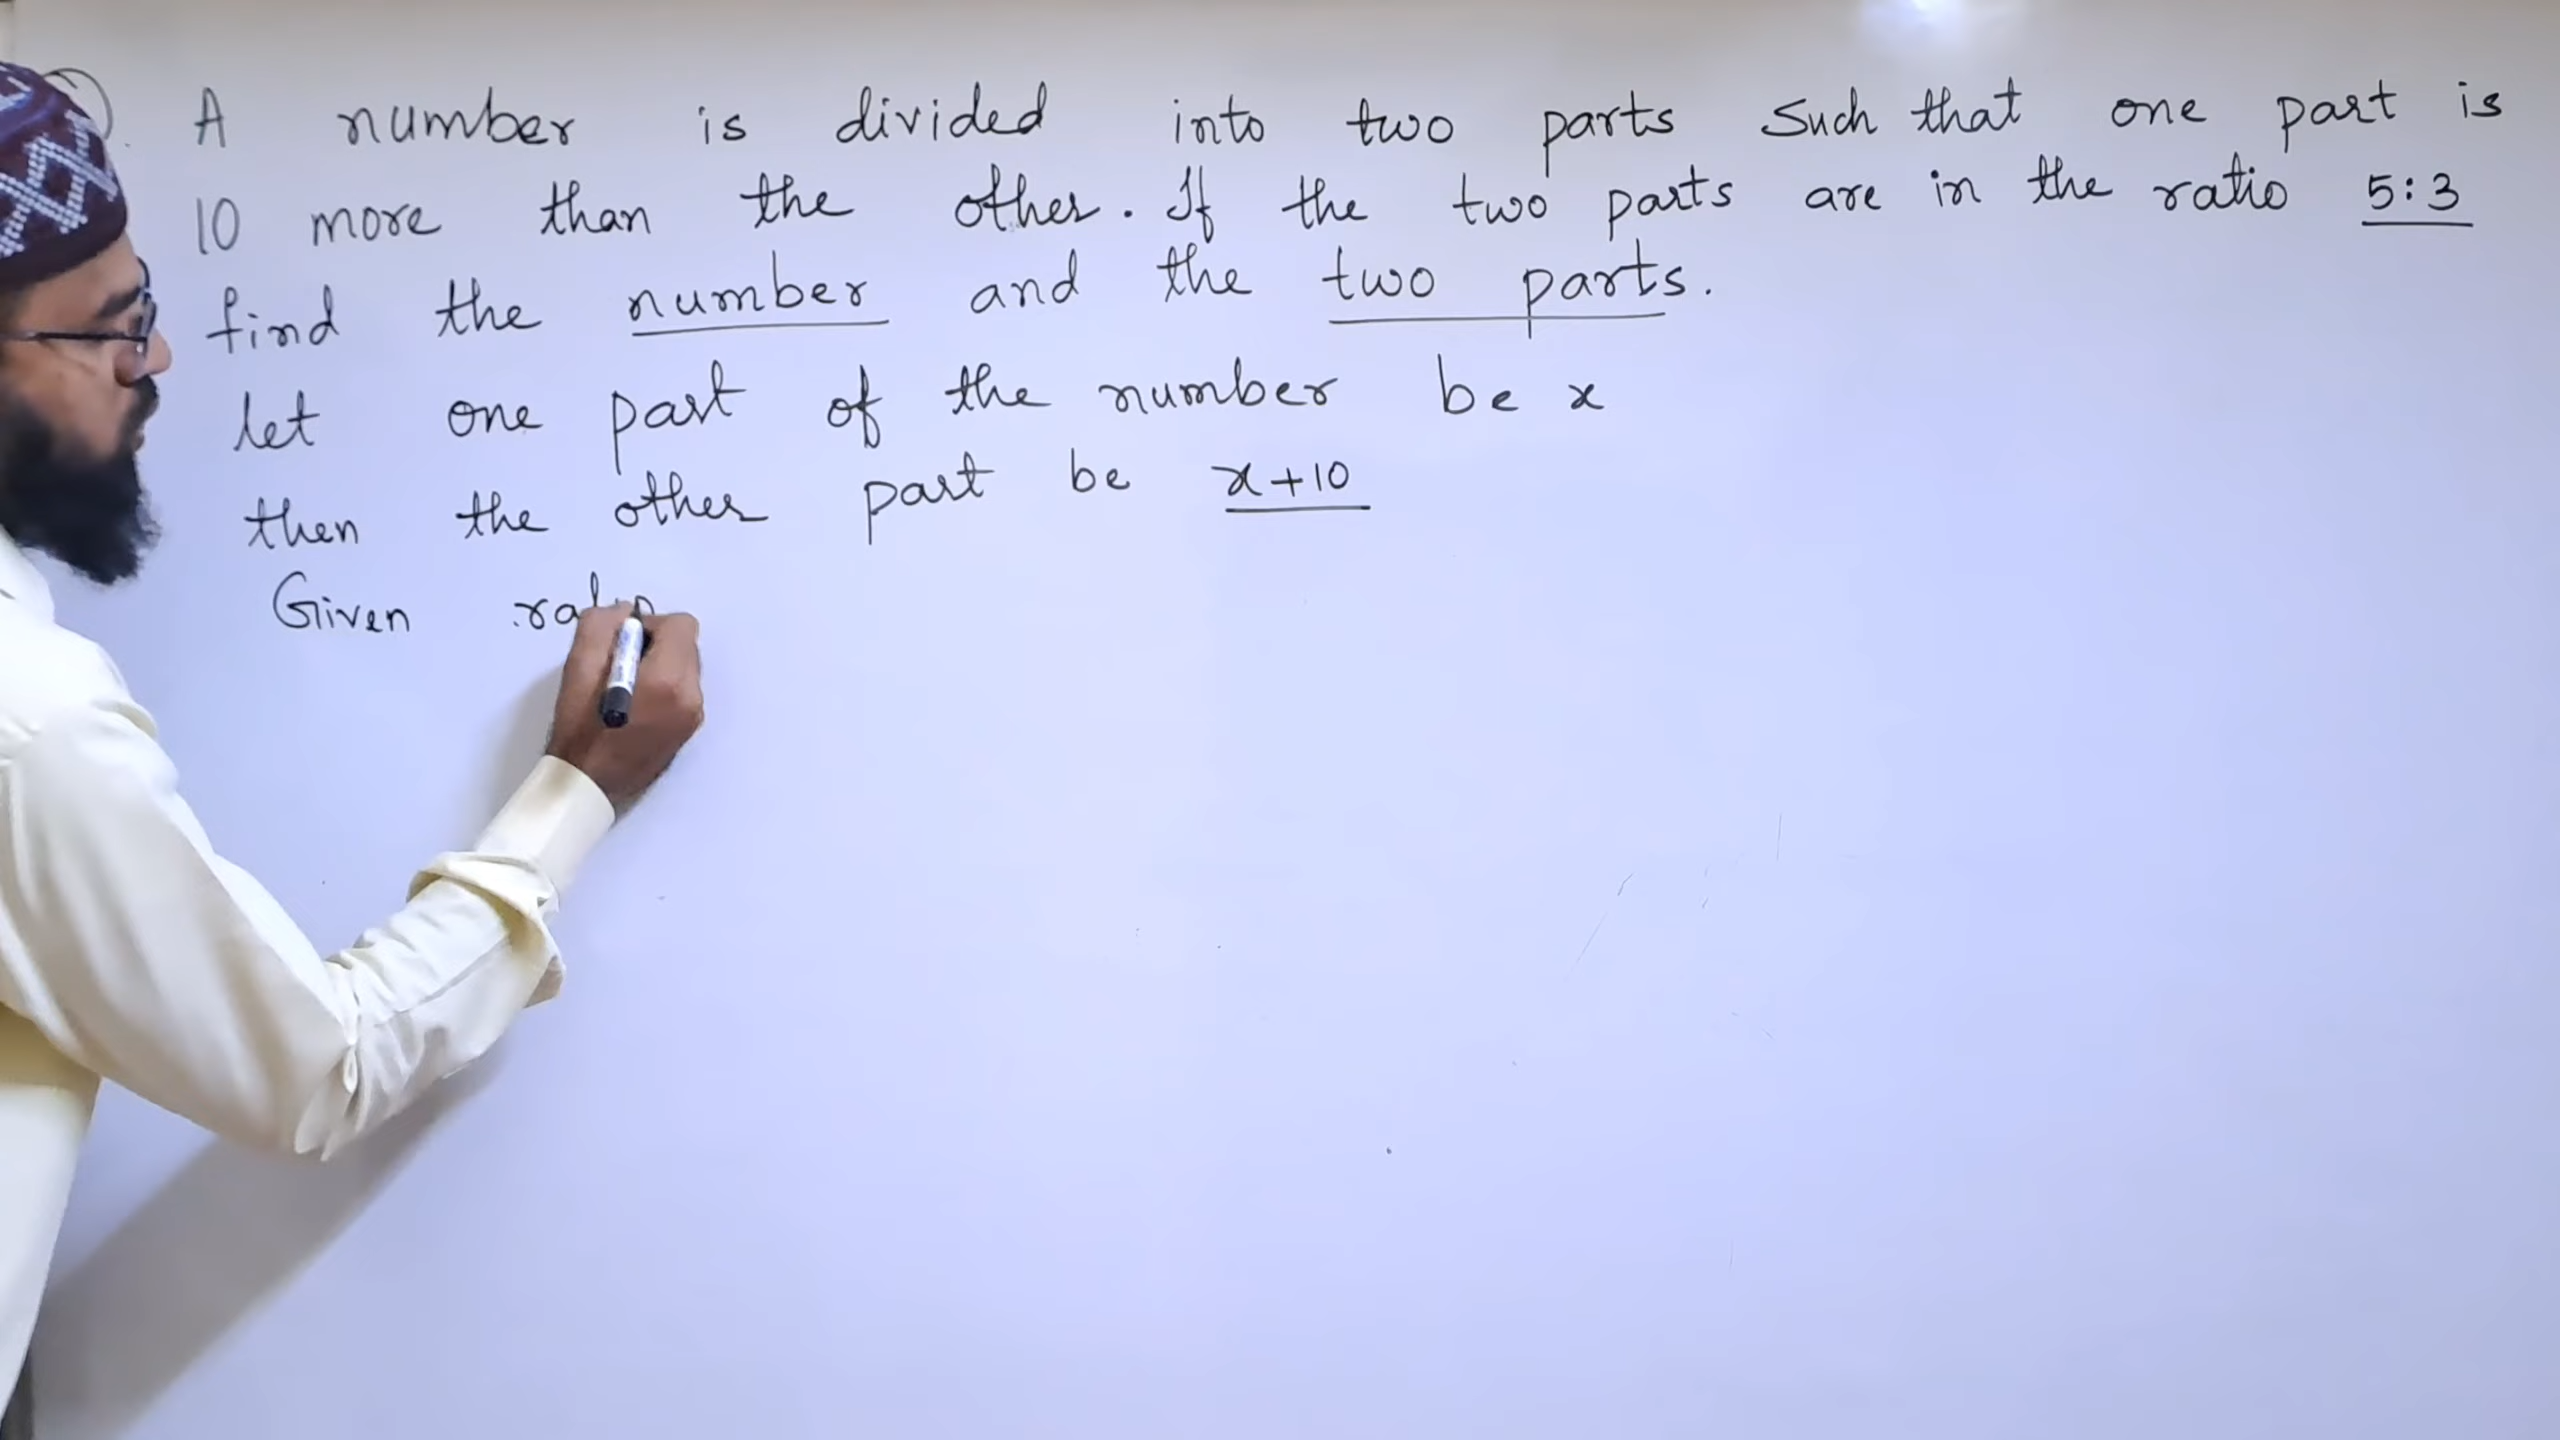 A number is divided into two parts such that one part is
10 more than the other. If the two parts are in the ratio 5:3
find the number and the two parts.
let one part of the number be x
then the other part be x+10
Given ratio